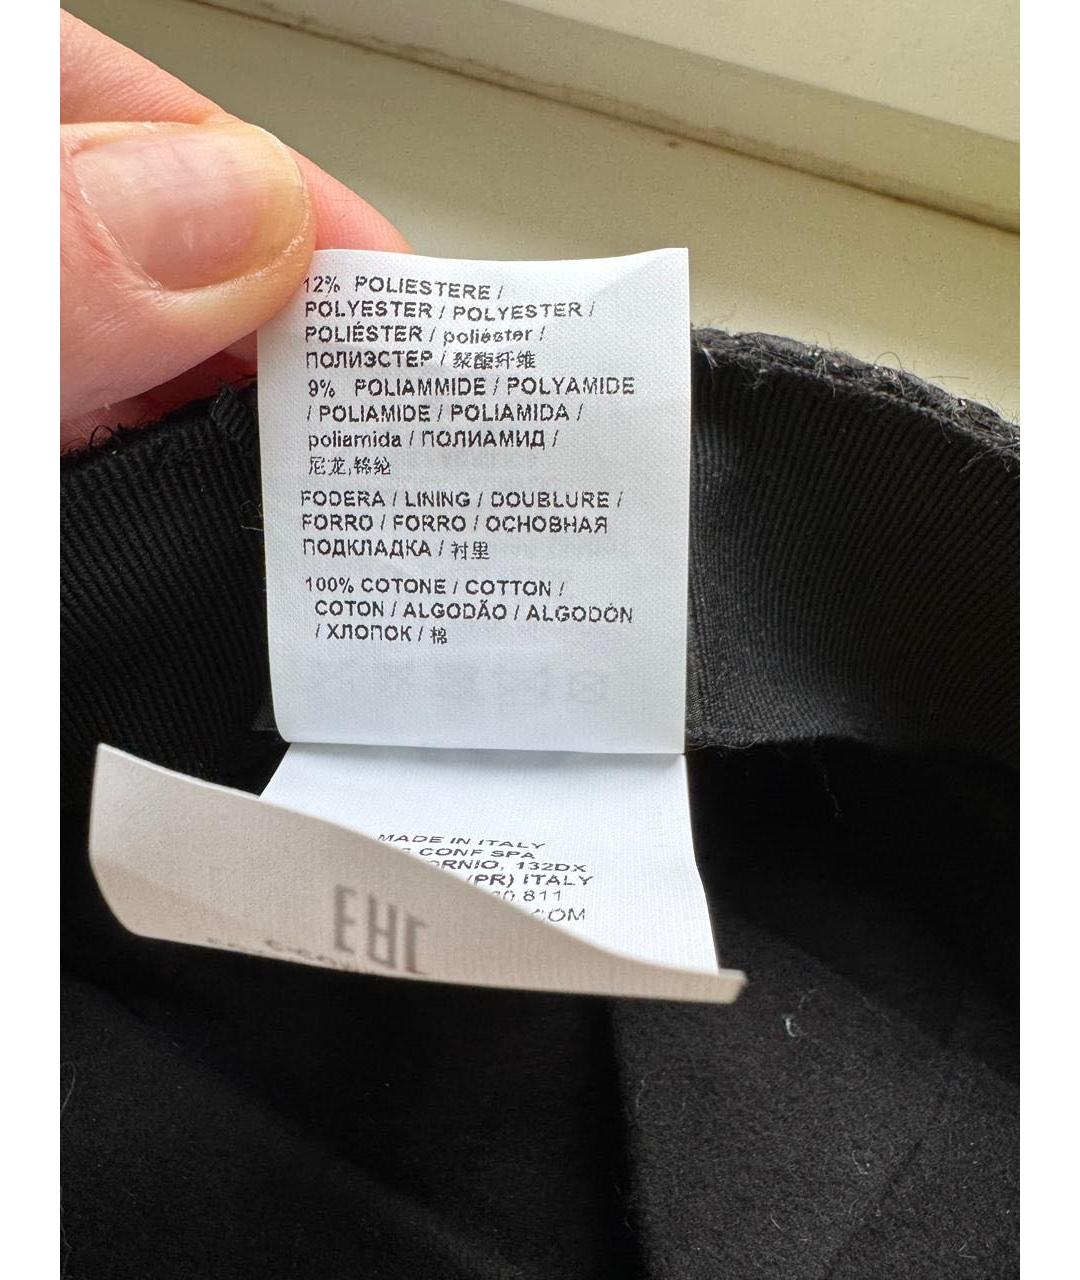 12% POLIESTERE /
POLYESTER / POLYESTER /
POLIÉSTER / poliéster /
ПОЛИЭСТЕР / 聚酯纤维
9% POLIAMMIDE / POLYAMIDE
/ POLIAMIDE / POLIAMIDA /
poliamida / ПОЛИАМИД /
尼龙,锦纶
FODERA / LINING / DOUBLURE /
FORRO / FORRO / ОСНОВНАЯ
ПОДКЛАДКА / 衬里
100% COTONE / COTTON /
COTON / ALGODÃO / ALGODÓN
/ ХЛОПОК / 棉
MADE IN ITALY
CONF SPA
132DX
(PR) ITALY
EAC